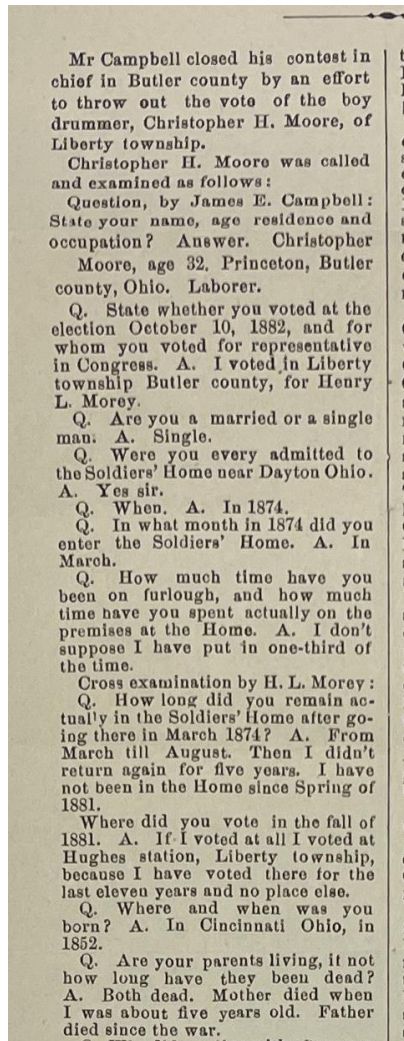 Mr Campbell closed his contest in
chief in Butler county by an effort
to throw out the vote of the boy
drummer, Christopher H. Moore, of
Liberty township.
Christopher H. Moore was called
and examined as follows:
Question, by James E. Campbell:
State your name, age residence and
occupation? Answer. Christopher
Moore, age 32. Princeton, Butler
county, Ohio. Laborer.
Q. State whether you voted at the
election October 10, 1882, and for
whom you voted for representative
in Congress. A. I voted in Liberty
township Butler county, for Henry
L. Morey.
Q. Are you a married or a single
man. A. Single.
Q. Were you every admitted to
the Soldiers' Home near Dayton Ohio.
A. Yes sir.
Q. When. A. In 1874.
Q. In what month in 1874 did you
enter the Soldiers' Home. A. In
March.
Q. How much time have you
been on furlough, and how much
time have you spent actually on the
premises at the Home. A. I don't
suppose I have put in one-third of
the time.
Cross examination by H. L. Morey:
Q. How long did you remain ac-
tually in the Soldiers' Home after go-
ing there in March 1874? A. From
March till August. Then I didn't
return again for five years. I have
not been in the Home since Spring of
1881.
Where did you vote in the fall of
1881. A. If I voted at all I voted at
Hughes station, Liberty township,
because I have voted there for the
last eleven years and no place else.
Q. Where and when was you
born? A. In Cincinnati Ohio, in
1852.
Q. Are your parents living, it not
how long have they been dead?
A. Both dead. Mother died when
I was about five years old. Father
died since the war.